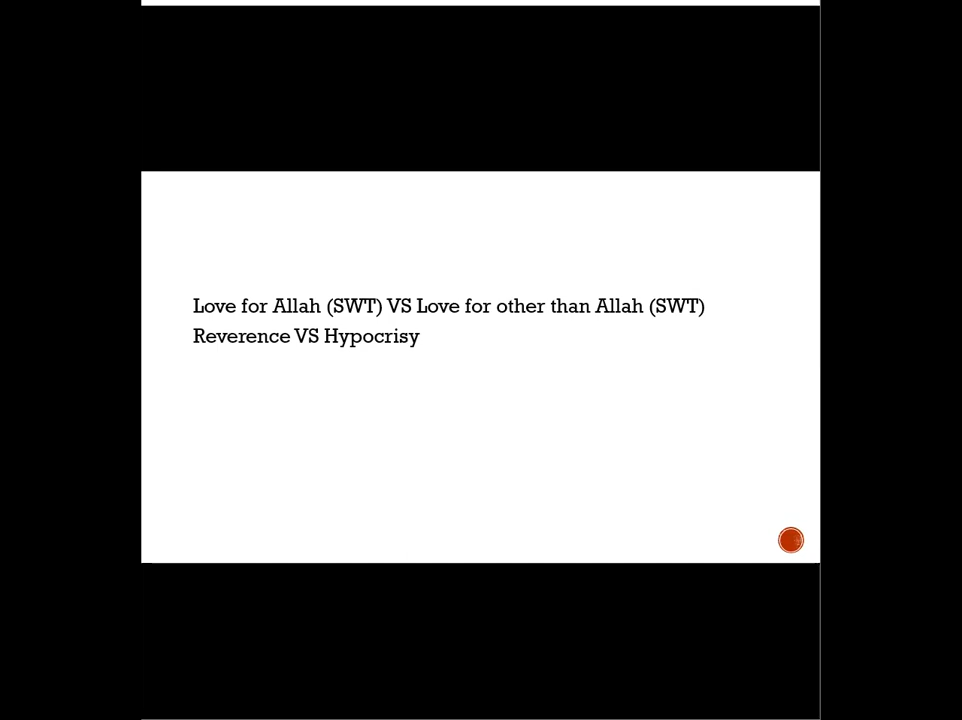 Love for Allah (SWT) VS Love for other than Allah (SWT)
Reverence VS Hypocrisy